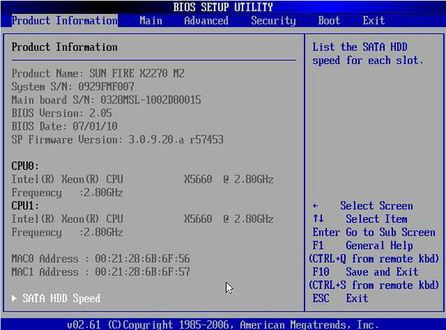 BIOS SETUP UTILITY
Product Information Main Advanced Security Boot Exit
Product Information
Product Name: SUN FIRE X2270 M2
System S/N: 0929FMF007
Main board S/N: 0328MSL-1002D80015
BIOS Version: 2.05
BIOS Date: 07/01/10
SP Firmware Version: 3.0.9.20.a r57453
CPU0:
Intel(R) Xeon(R) CPU X5660 @ 2.80GHz
Frequency :2.80GHz
CPU1:
Intel(R) Xeon(R) CPU X5660 @ 2.80GHz
Frequency :2.80GHz
MAC0 Address : 00:21:28:6B:6F:56
MAC1 Address : 00:21:28:6B:6F:57
▶ SATA HDD Speed
List the SATA HDD
speed for each slot.
← Select Screen
↑↓ Select Item
Enter Go to Sub Screen
F1 General Help
(CTRL+Q from remote kbd)
F10 Save and Exit
(CTRL+S from remote kbd)
ESC Exit
v02.61 (C)Copyright 1985-2006, American Megatrends, Inc.